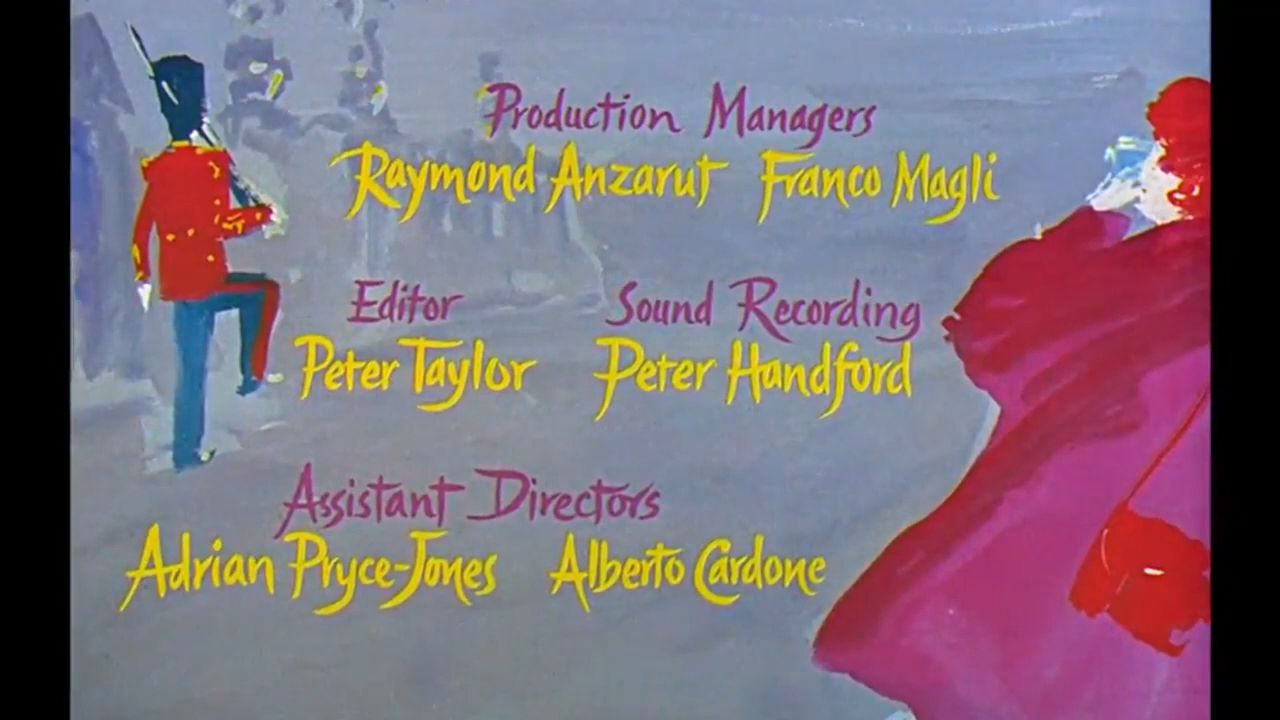 Production Managers
Raymond Anzarut Franco Magli
Editor Sound Recording
Peter Taylor Peter Handford
Assistant Directors
Adrian Pryce-Jones Alberto Cardone